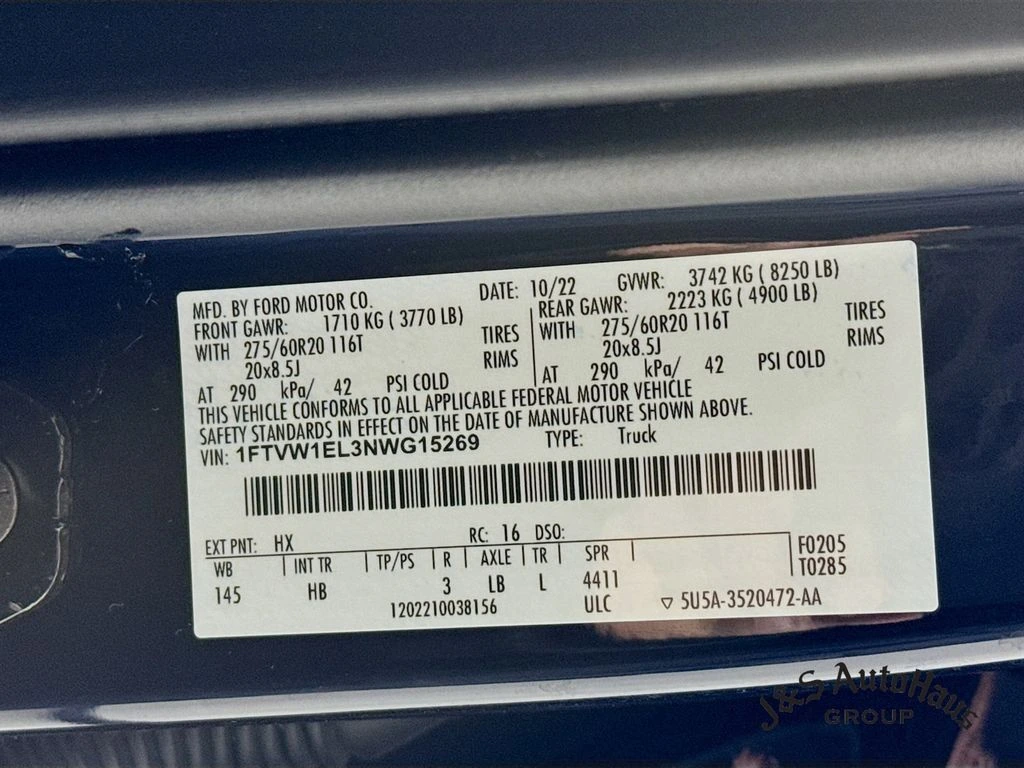 MFD. BY FORD MOTOR CO. DATE: 10/22 GVWR: 3742 KG ( 8250 LB)
FRONT GAWR: 1710 KG ( 3770 LB) REAR GAWR: 2223 KG ( 4900 LB)
WITH 275/60R20 116T TIRES WITH 275/60R20 116T TIRES
20x8.5J RIMS 20x8.5J RIMS
AT 290 kPa/ 42 PSI COLD AT 290 kPa/ 42 PSI COLD
THIS VEHICLE CONFORMS TO ALL APPLICABLE FEDERAL MOTOR VEHICLE
SAFETY STANDARDS IN EFFECT ON THE DATE OF MANUFACTURE SHOWN ABOVE.
VIN: 1FTVW1EL3NWG15269 TYPE: Truck
EXT PNT: HX RC: 16 DSO: F0205
WB INT TR TP/PS R AXLE TR SPR T0285
145 HB 3 LB L 4411
1202210038156 ULC ▽ 5U5A-3520472-AA
J&S AutoHaus
GROUP